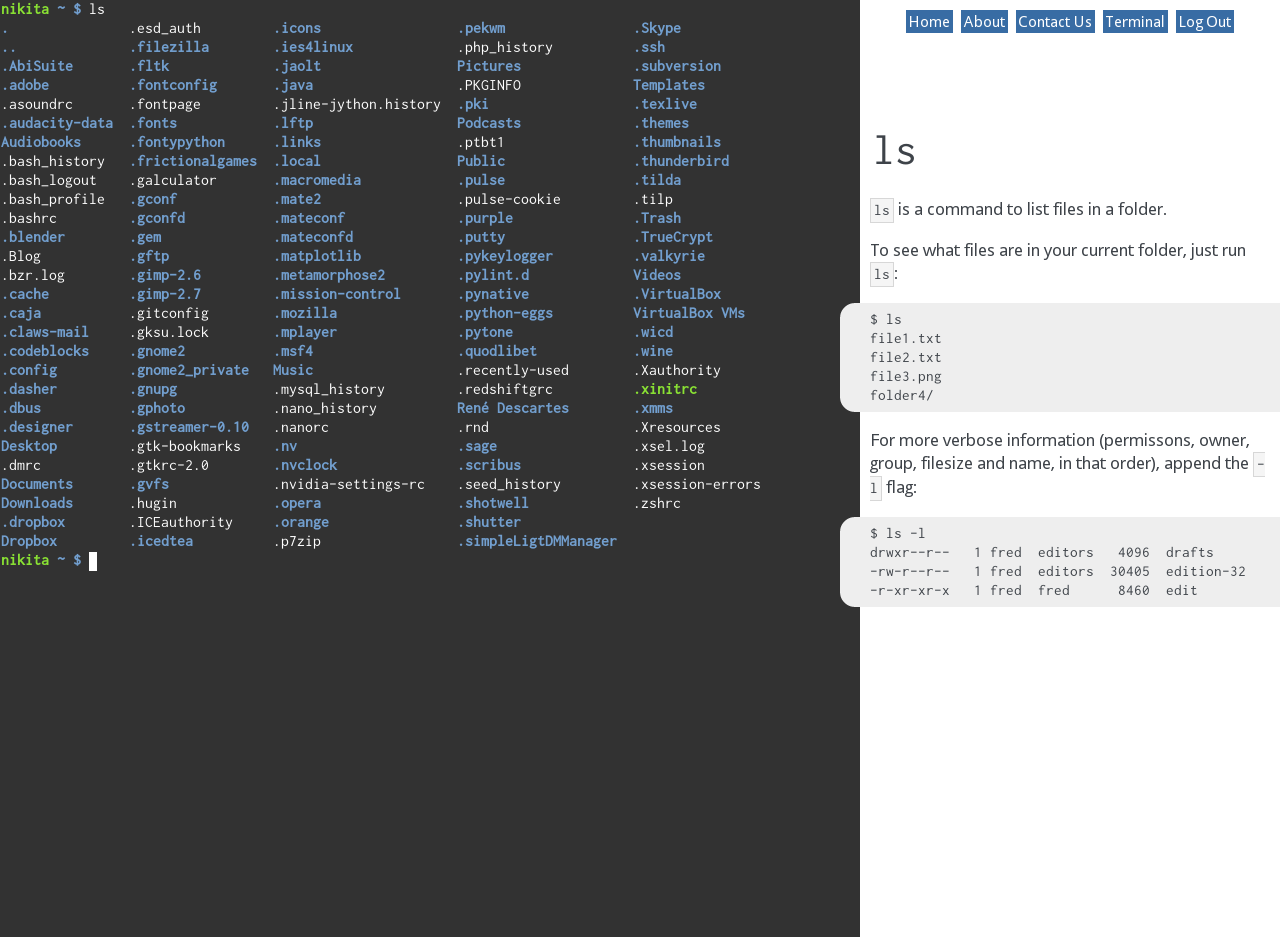 nikita ~ $ ls
. .esd_auth .icons .pekwm .Skype
.. .filezilla .ies4linux .php_history .ssh
.AbiSuite .fltk .jaolt Pictures .subversion
.adobe .fontconfig .java .PKGINFO Templates
.asoundrc .fontpage .jline-jython.history .pki .texlive
.audacity-data .fonts .lftp Podcasts .themes
Audiobooks .fontypython .links .ptbt1 .thumbnails
.bash_history .frictionalgames .local Public .thunderbird
.bash_logout .galculator .macromedia .pulse .tilda
.bash_profile .gconf .mate2 .pulse-cookie .tilp
.bashrc .gconfd .mateconf .purple .Trash
.blender .gem .mateconfd .putty .TrueCrypt
.Blog .gftp .matplotlib .pykeylogger .valkyrie
.bzr.log .gimp-2.6 .metamorphose2 .pylint.d Videos
.cache .gimp-2.7 .mission-control .pynative .VirtualBox
.caja .gitconfig .mozilla .python-eggs VirtualBox VMs
.claws-mail .gksu.lock .mplayer .pytone .wicd
.codeblocks .gnome2 .msf4 .quodlibet .wine
.config .gnome2_private Music .recently-used .Xauthority
.dasher .gnupg .mysql_history .redshiftgrc .xinitrc
.dbus .gphoto .nano_history René Descartes .xmms
.designer .gstreamer-0.10 .nanorc .rnd .Xresources
Desktop .gtk-bookmarks .nv .sage .xsel.log
.dmrc .gtkrc-2.0 .nvclock .scribus .xsession
Documents .gvfs .nvidia-settings-rc .seed_history .xsession-errors
Downloads .hugin .opera .shotwell .zshrc
.dropbox .ICEauthority .orange .shutter
Dropbox .icedtea .p7zip .simpleLigtDMManager
nikita ~ $
Home About Contact Us Terminal Log Out
ls
ls is a command to list files in a folder.
To see what files are in your current folder, just run
ls:
$ ls
file1.txt
file2.txt
file3.png
folder4/
For more verbose information (permissons, owner,
group, filesize and name, in that order), append the -
l flag:
$ ls -l
drwxr--r-- 1 fred editors 4096 drafts
-rw-r--r-- 1 fred editors 30405 edition-32
-r-xr-xr-x 1 fred fred 8460 edit